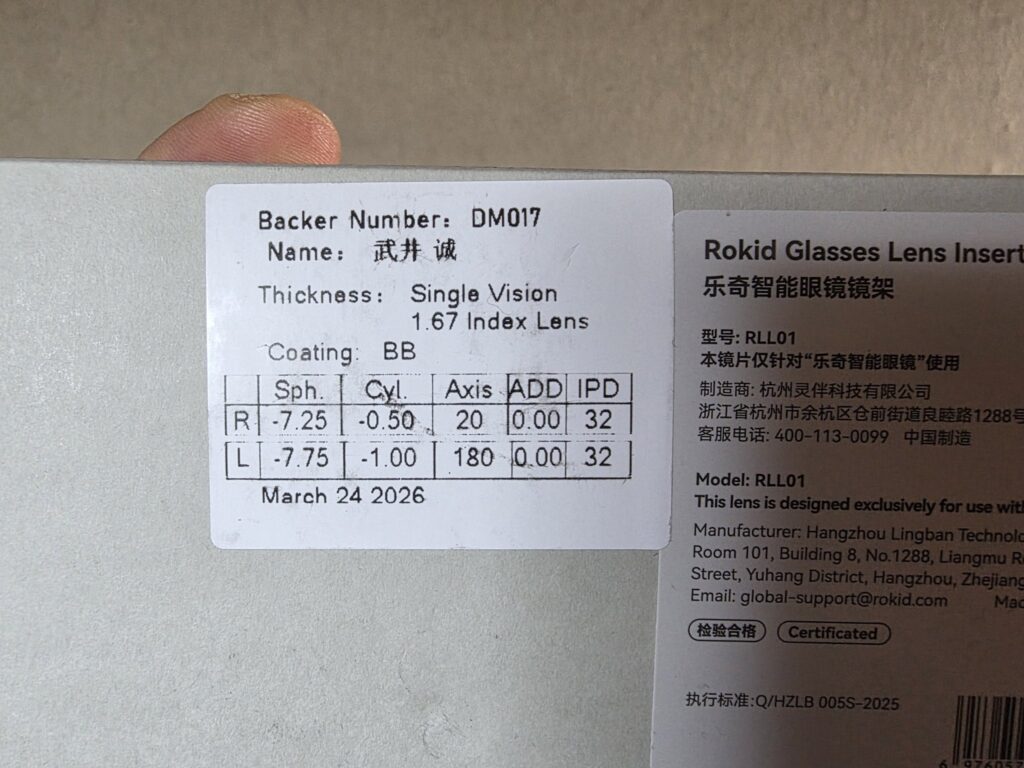 Backer Number: DM017
Name: 武井 诚
Thickness: Single Vision
1.67 Index Lens
Coating: BB
Sph. Cyl. Axis ADD IPD
R -7.25 -0.50 20 0.00 32
L -7.75 -1.00 180 0.00 32
March 24 2026
Rokid Glasses Lens Insert
乐奇智能眼镜镜架
型号: RLL01
本镜片仅针对“乐奇智能眼镜”使用
制造商: 杭州灵伴科技有限公司
浙江省杭州市余杭区仓前街道良睦路1288号
客服电话: 400-113-0099 中国制造
Model: RLL01
This lens is designed exclusively for use with
Manufacturer: Hangzhou Lingban
Room 101, Building 8, No.1288, Liangmu
Street, Yuhang District, Hangzhou, Zhejiang
Email: global-support@rokid.com
检验合格 Certified
执行标准:Q/HZLB 005S-2025